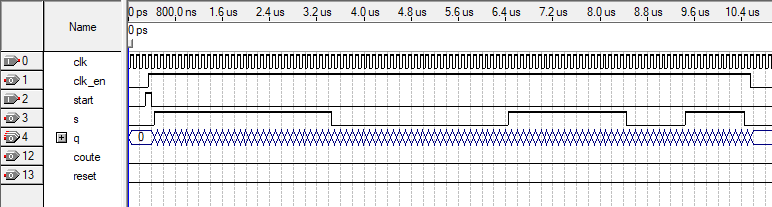 Name
0 ps 800.0 ns 1.6 us 2.4 us 3.2 us 4.0 us 4.8 us 5.6 us 6.4 us 7.2 us 8.0 us 8.8 us 9.6 us 10.4 us
0 ps
0 clk
1 clk_en
2 start
3 s
4 q 0
12 coute
13 reset